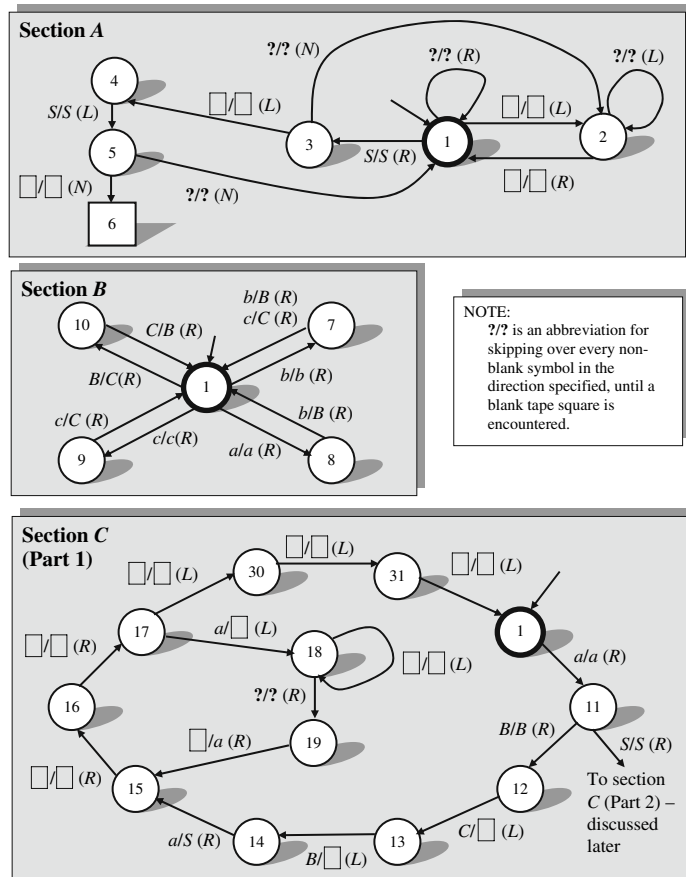 Section A
?/? (N)
?/? (R)
?/? (L)
4
□/□ (L)
□/□ (L)
S/S (L)
3
1
2
5
S/S (R)
□/□ (N)
?/? (N)
□/□ (R)
6
Section B
b/B (R)
10
C/B (R)
c/C (R)
7
NOTE:
?/? is an abbreviation for
skipping over every non-
blank symbol in the
direction specified, until a
blank tape square is
encountered.
B/C(R)
1
b/b (R)
c/C (R)
b/B (R)
c/c(R)
a/a (R)
9
8
Section C
(Part 1)
□/□ (L)
□/□ (L)
30
31
□/□ (L)
17
a/□ (L)
1
□/□ (R)
18
□/□ (L)
a/a (R)
?/? (R)
16
11
□/a (R)
19
B/B (R)
S/S (R)
□/□ (R)
15
12
To section
C (Part 2) –
discussed
later
a/S (R)
14
13
C/□ (L)
B/□ (L)